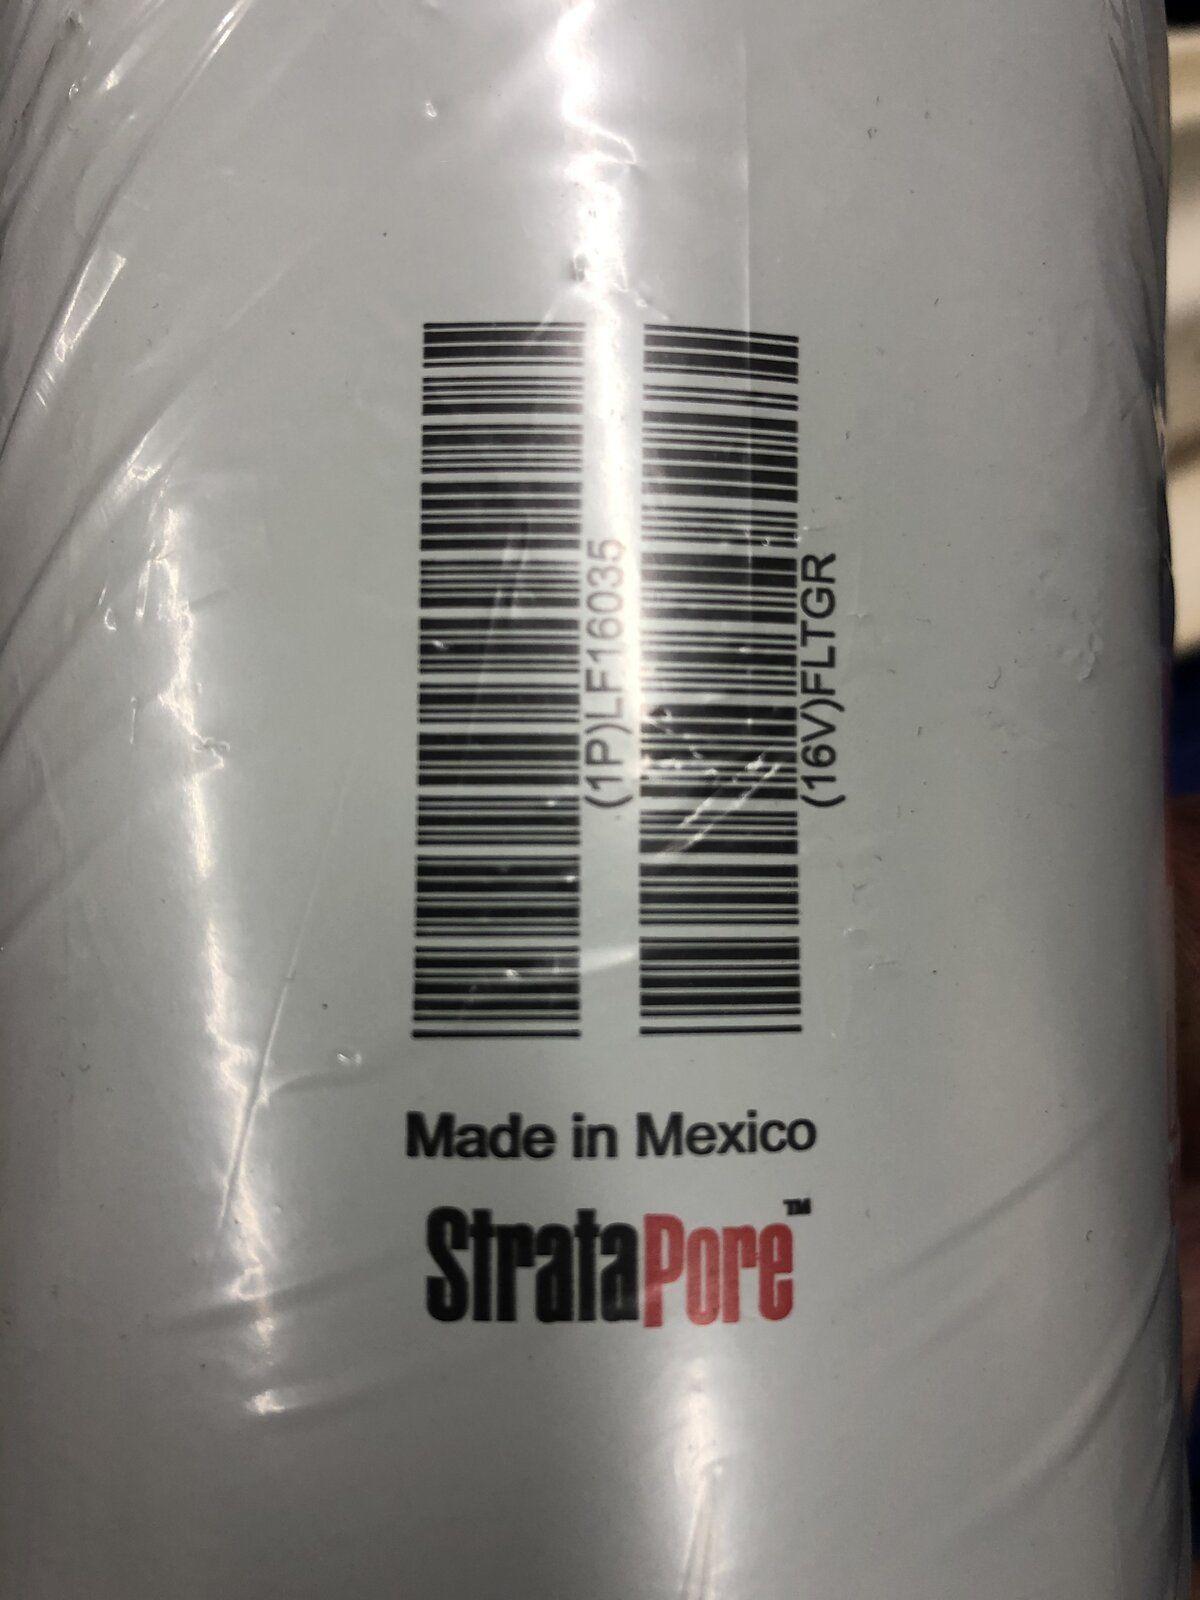 (1P)LF16035
(16V)FLTGR
Made in Mexico
StrataPore™